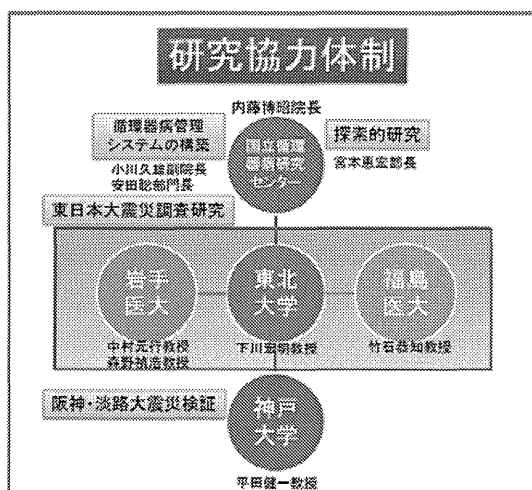 研究協力体制
内藤博昭院長
循環器病管理
システムの構築
小川久雄副院長
安田聡部門長
国立循環
器病研究
センター
探索的研究
宮本恵宏部長
東日本大震災調査研究
岩手
医大
中村元行教授
森野禎浩教授
東北
大学
下川宏明教授
福島
医大
竹石恭知教授
阪神・淡路大震災検証
神戸
大学
平田健一教授